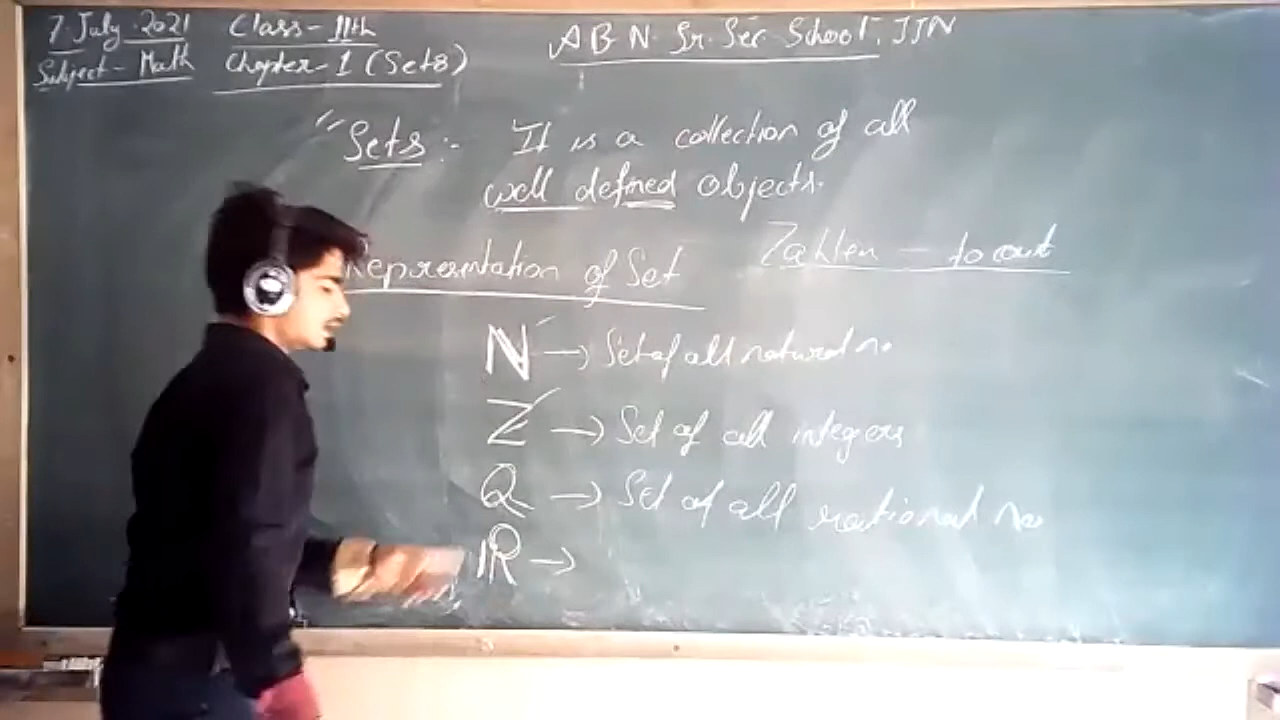 7 July 2021 Class - 11th
Subject - Math Chapter - 1 (Sets)
A B N Sr. Sec School, JJN
"Sets :- It is a collection of all
well defined objects.
Representation of Set
Zahlen - to out
N → Set of all natural no
Z → Set of all integers
Q → Set of all rational no
R →